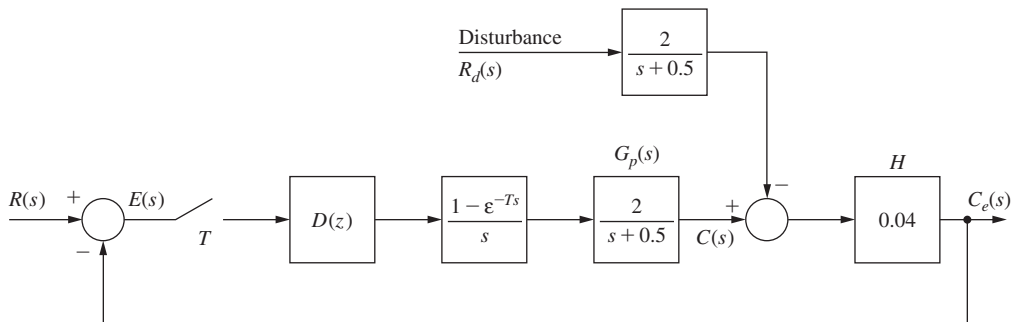 Disturbance
R_d(s)
2
s + 0.5
G_p(s)
H
R(s)
+
−
E(s)
T
D(z)
1 − ε^{−Ts}
s
2
s + 0.5
C(s)
+
−
0.04
C_e(s)